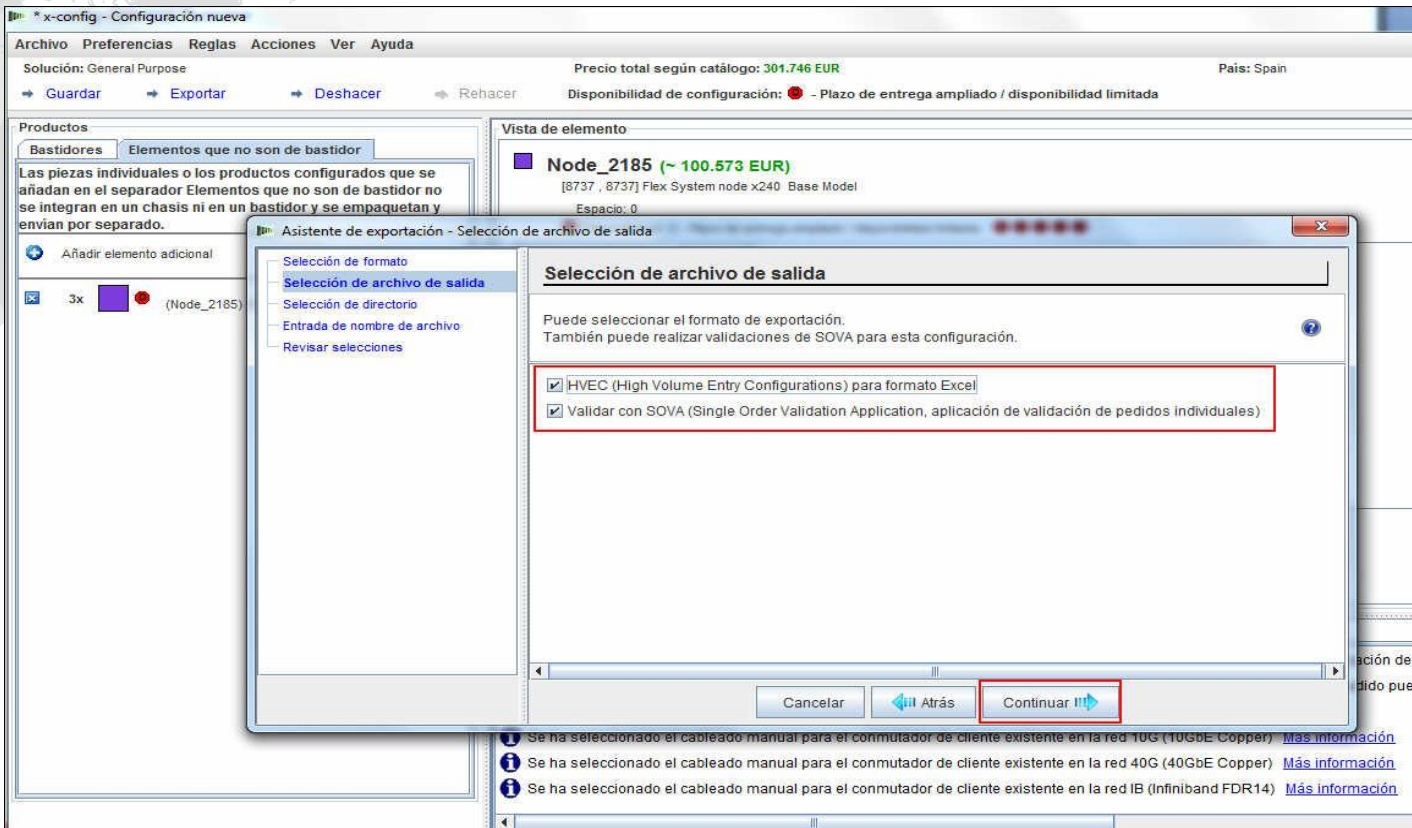 * x-config - Configuración nueva
Archivo Preferencias Reglas Acciones Ver Ayuda
Solución: General Purpose
Precio total según catálogo: 301.746 EUR
País: Spain
Guardar Exportar Deshacer Rehacer
Disponibilidad de configuración: - Plazo de entrega ampliado / disponibilidad limitada
Productos
Bastidores Elementos que no son de bastidor
Las piezas individuales o los productos configurados que se
añadan en el separador Elementos que no son de bastidor no
se integran en un chasis ni en un bastidor y se empaquetan y
envían por separado.
Añadir elemento adicional
3x (Node_2185)
Vista de elemento
Node_2185 (~ 100.573 EUR)
[8737 , 8737] Flex System node x240 Base Model
Espacio: 0
Asistente de exportación - Selección de archivo de salida
Selección de formato
Selección de archivo de salida
Selección de directorio
Entrada de nombre de archivo
Revisar selecciones
Selección de archivo de salida
Puede seleccionar el formato de exportación.
También puede realizar validaciones de SOVA para esta configuración.
HVEC (High Volume Entry Configurations) para formato Excel
Validar con SOVA (Single Order Validation Application, aplicación de validación de pedidos individuales)
Cancelar Atrás Continuar
ación de
dido pue
Se ha seleccionado el cableado manual para el conmutador de cliente existente en la red 10G (10GbE Copper) Más información
Se ha seleccionado el cableado manual para el conmutador de cliente existente en la red 40G (40GbE Copper) Más información
Se ha seleccionado el cableado manual para el conmutador de cliente existente en la red IB (Infiniband FDR14) Más información